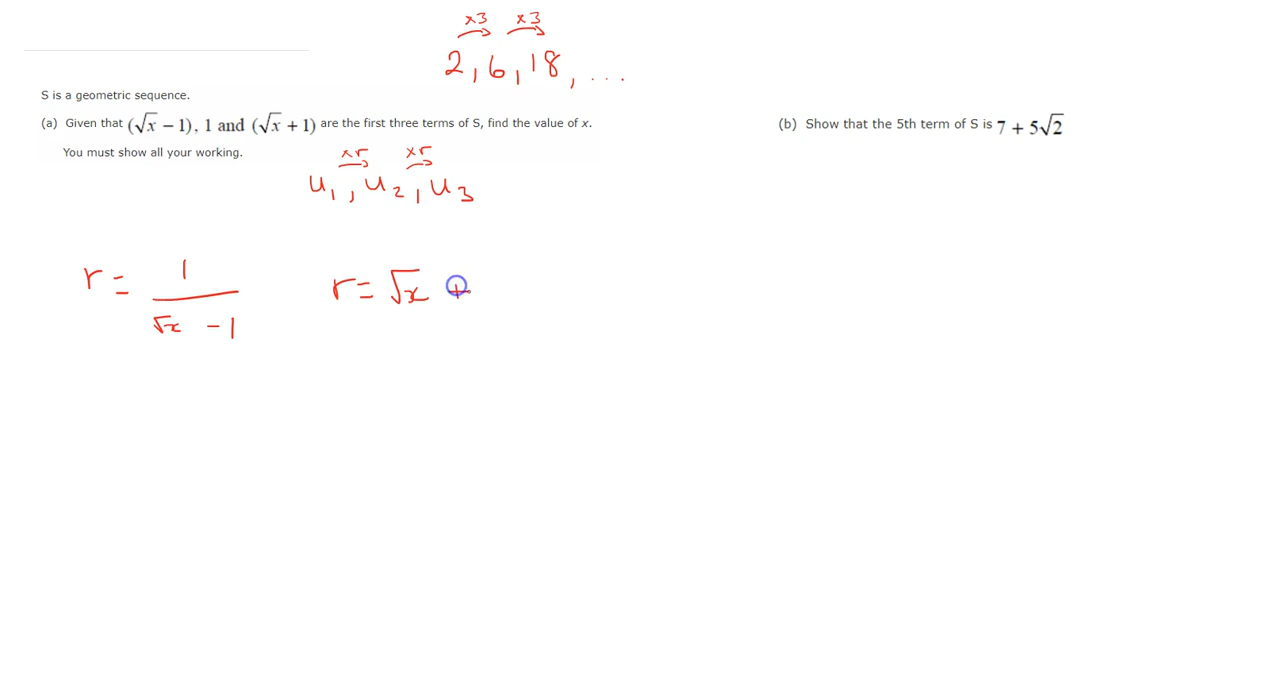 ×3 ×3
2, 6, 18, ...
S is a geometric sequence.
(a) Given that (√x − 1), 1 and (√x + 1) are the first three terms of S, find the value of x.
You must show all your working.
(b) Show that the 5th term of S is 7 + 5√2
×r ×r
u₁, u₂, u₃
r = 1/(√x − 1)
r = √x +